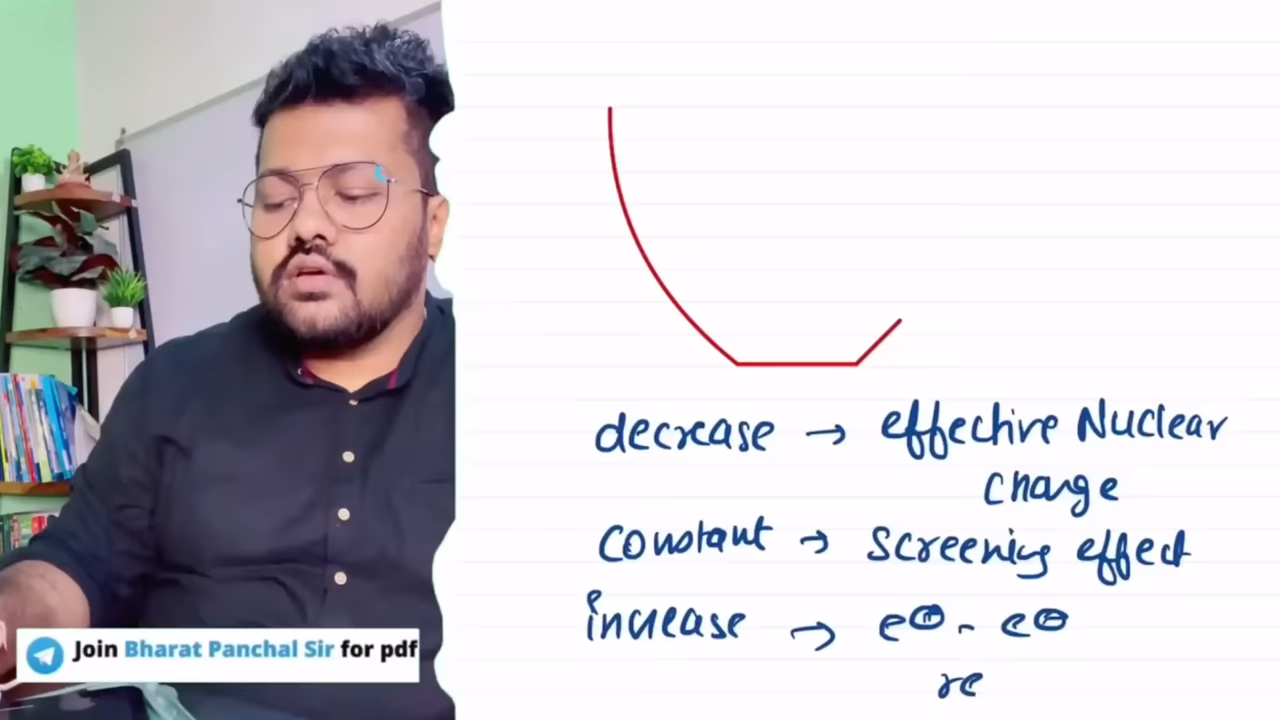 decrease → effective Nuclear
charge
constant → screening effect
increase → e⊖ - e⊖
re
Join Bharat Panchal Sir for pdf